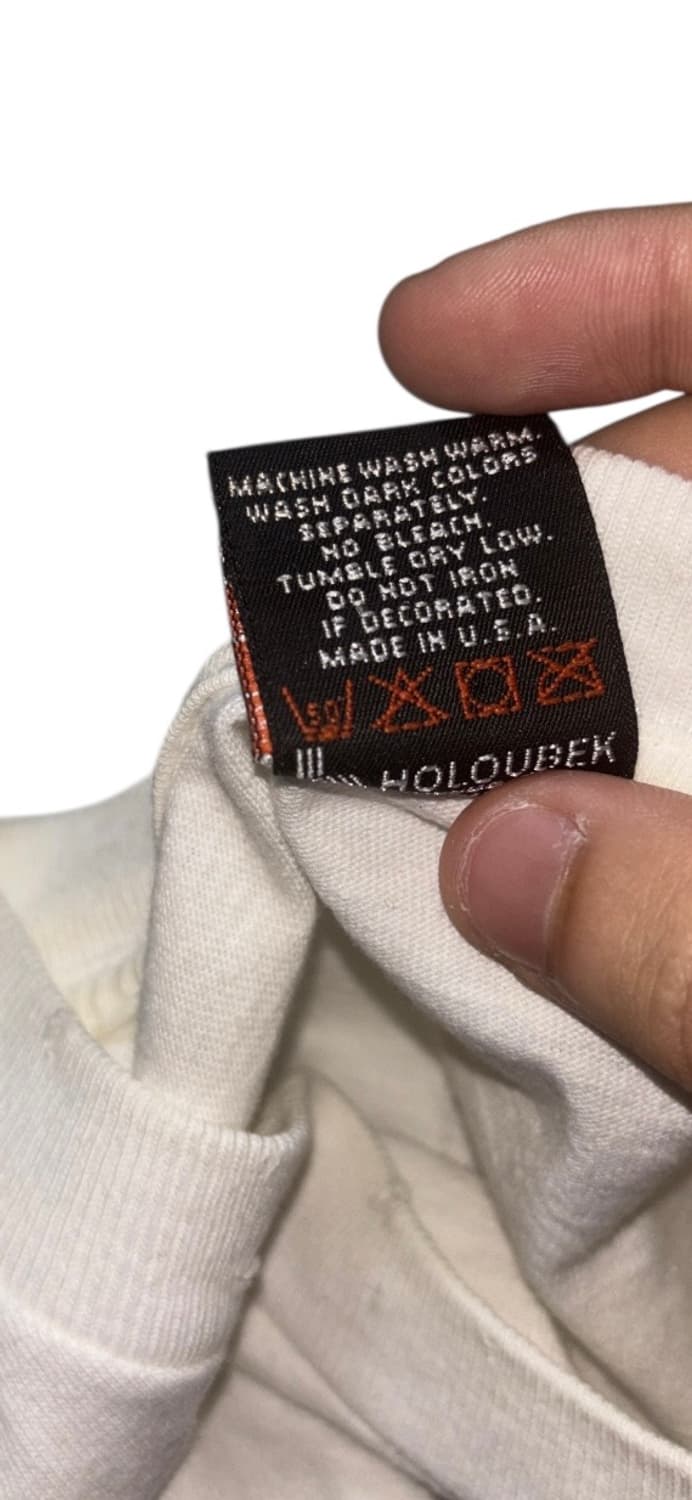 MACHINE WASH WARM.
WASH DARK COLORS
SEPARATELY.
NO BLEACH.
TUMBLE DRY LOW.
DO NOT IRON
IF DECORATED.
MADE IN U.S.A.
50
HOLOUBEK